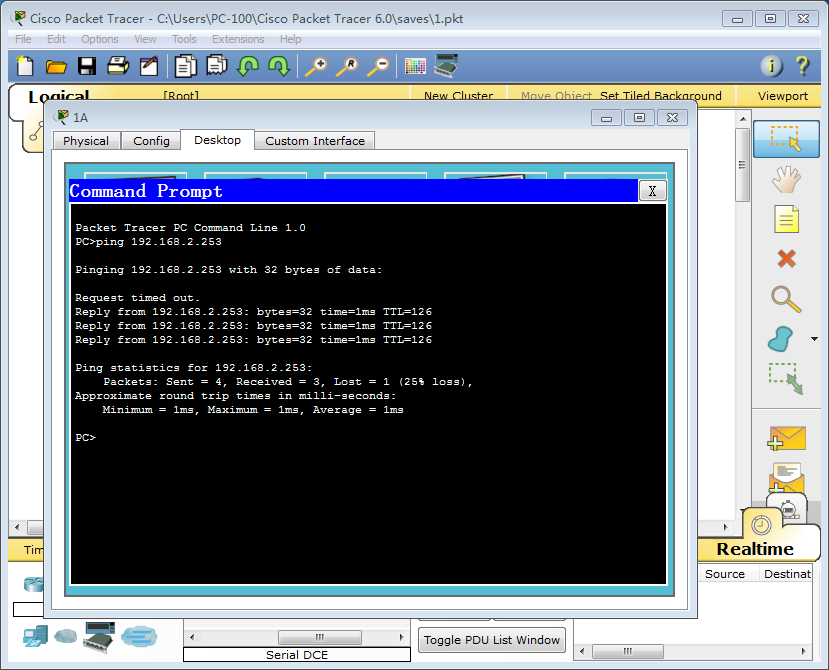 Cisco Packet Tracer - C:\Users\PC-100\Cisco Packet Tracer 6.0\saves\1.pkt
File Edit Options View Tools Extensions Help
Logical [Root] New Cluster Move Object Set Tiled Background Viewport
1A
Physical Config Desktop Custom Interface
Command Prompt X
Packet Tracer PC Command Line 1.0
PC>ping 192.168.2.253
Pinging 192.168.2.253 with 32 bytes of data:
Request timed out.
Reply from 192.168.2.253: bytes=32 time=1ms TTL=126
Reply from 192.168.2.253: bytes=32 time=1ms TTL=126
Reply from 192.168.2.253: bytes=32 time=1ms TTL=126
Ping statistics for 192.168.2.253:
Packets: Sent = 4, Received = 3, Lost = 1 (25% loss),
Approximate round trip times in milli-seconds:
Minimum = 1ms, Maximum = 1ms, Average = 1ms
PC>
Tim
Realtime
Source Destinat
Toggle PDU List Window
Serial DCE